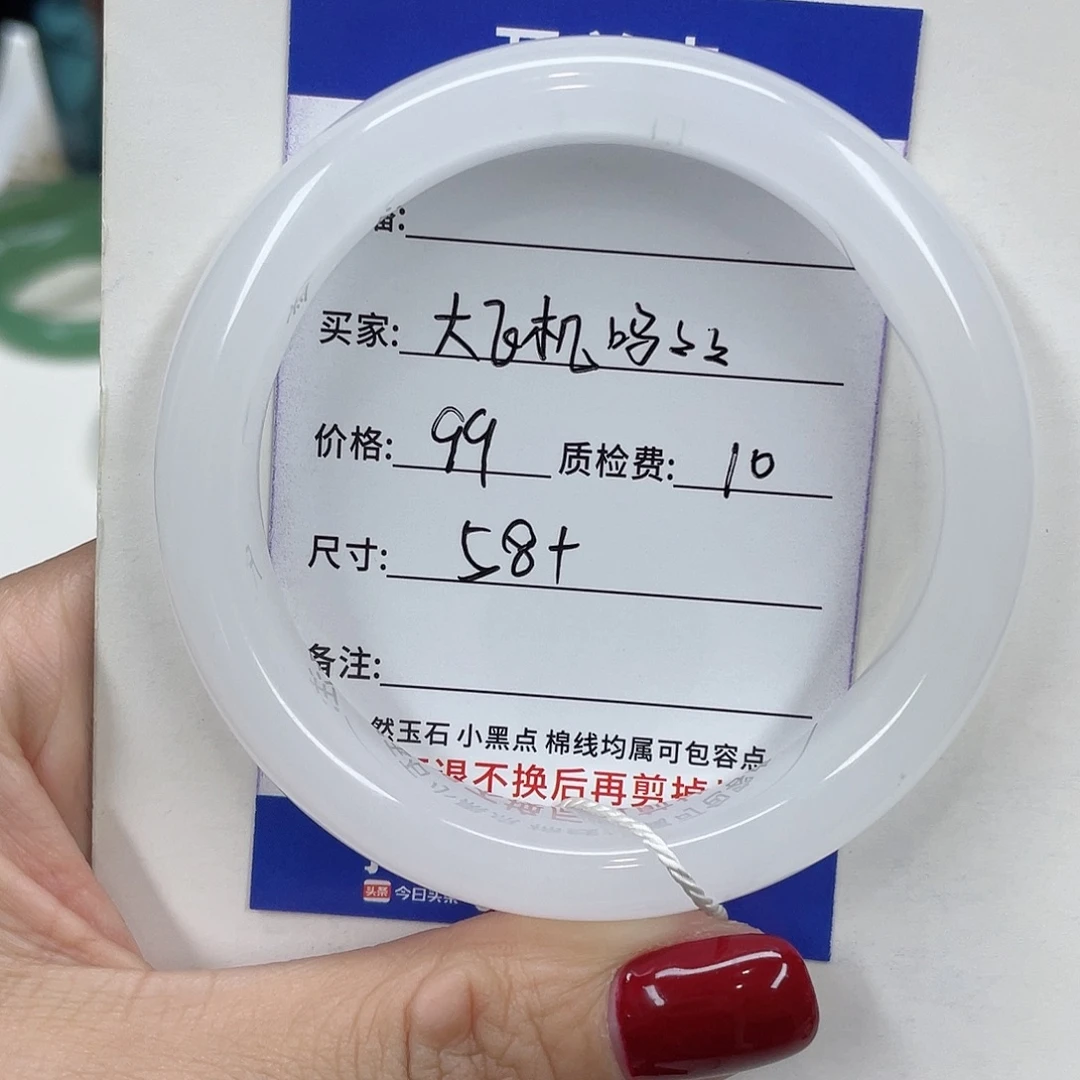 买家: 大飞机呜
价格: 99 质检费: 10
尺寸: 58+
备注:
然玉石 小黑点 棉线均属可包容点
退不换后再剪掉
头条 今日头条